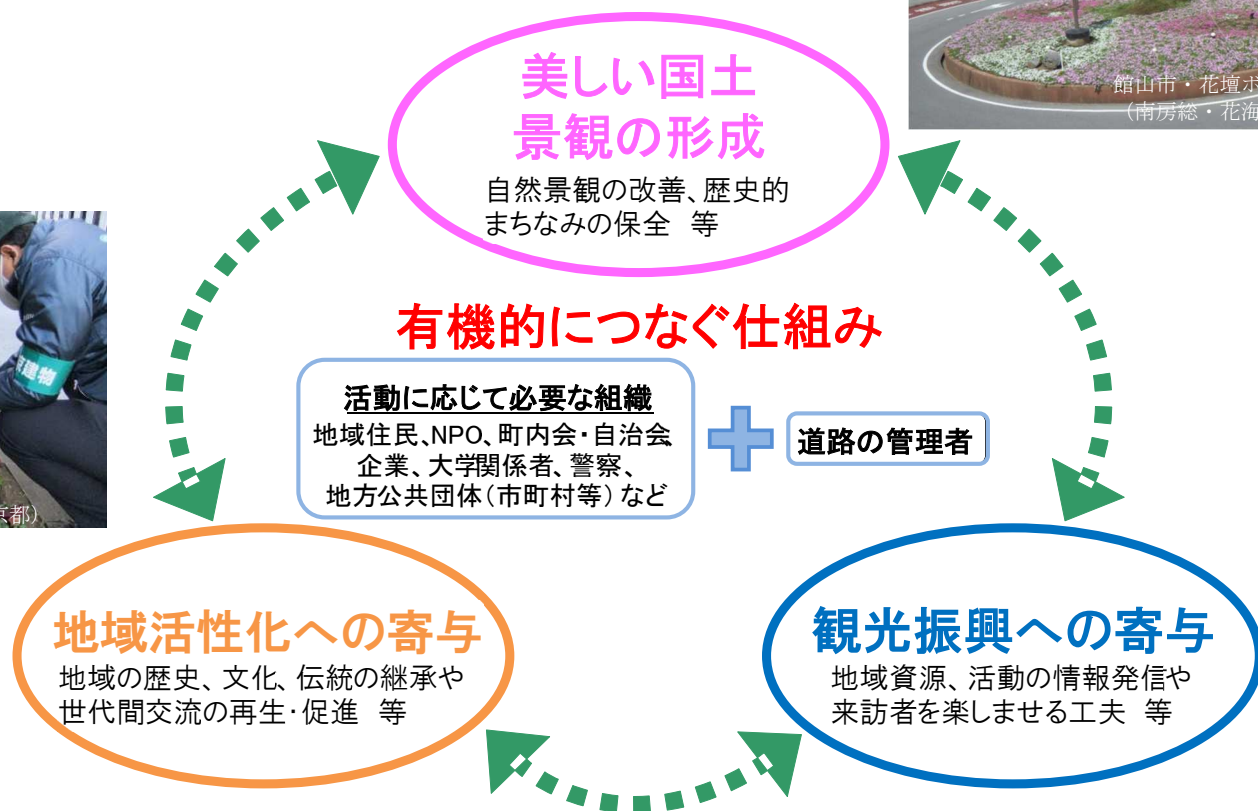 美しい国土
景観の形成
自然景観の改善、歴史的
まちなみの保全 等
館山市・花壇ボ
(南房総・花海
有機的につなぐ仕組み
活動に応じて必要な組織
地域住民、NPO、町内会・自治会、
企業、大学関係者、警察、
地方公共団体(市町村等)など
道路の管理者
建物
京都)
地域活性化への寄与
地域の歴史、文化、伝統の継承や
世代間交流の再生・促進 等
観光振興への寄与
地域資源、活動の情報発信や
来訪者を楽しませる工夫 等